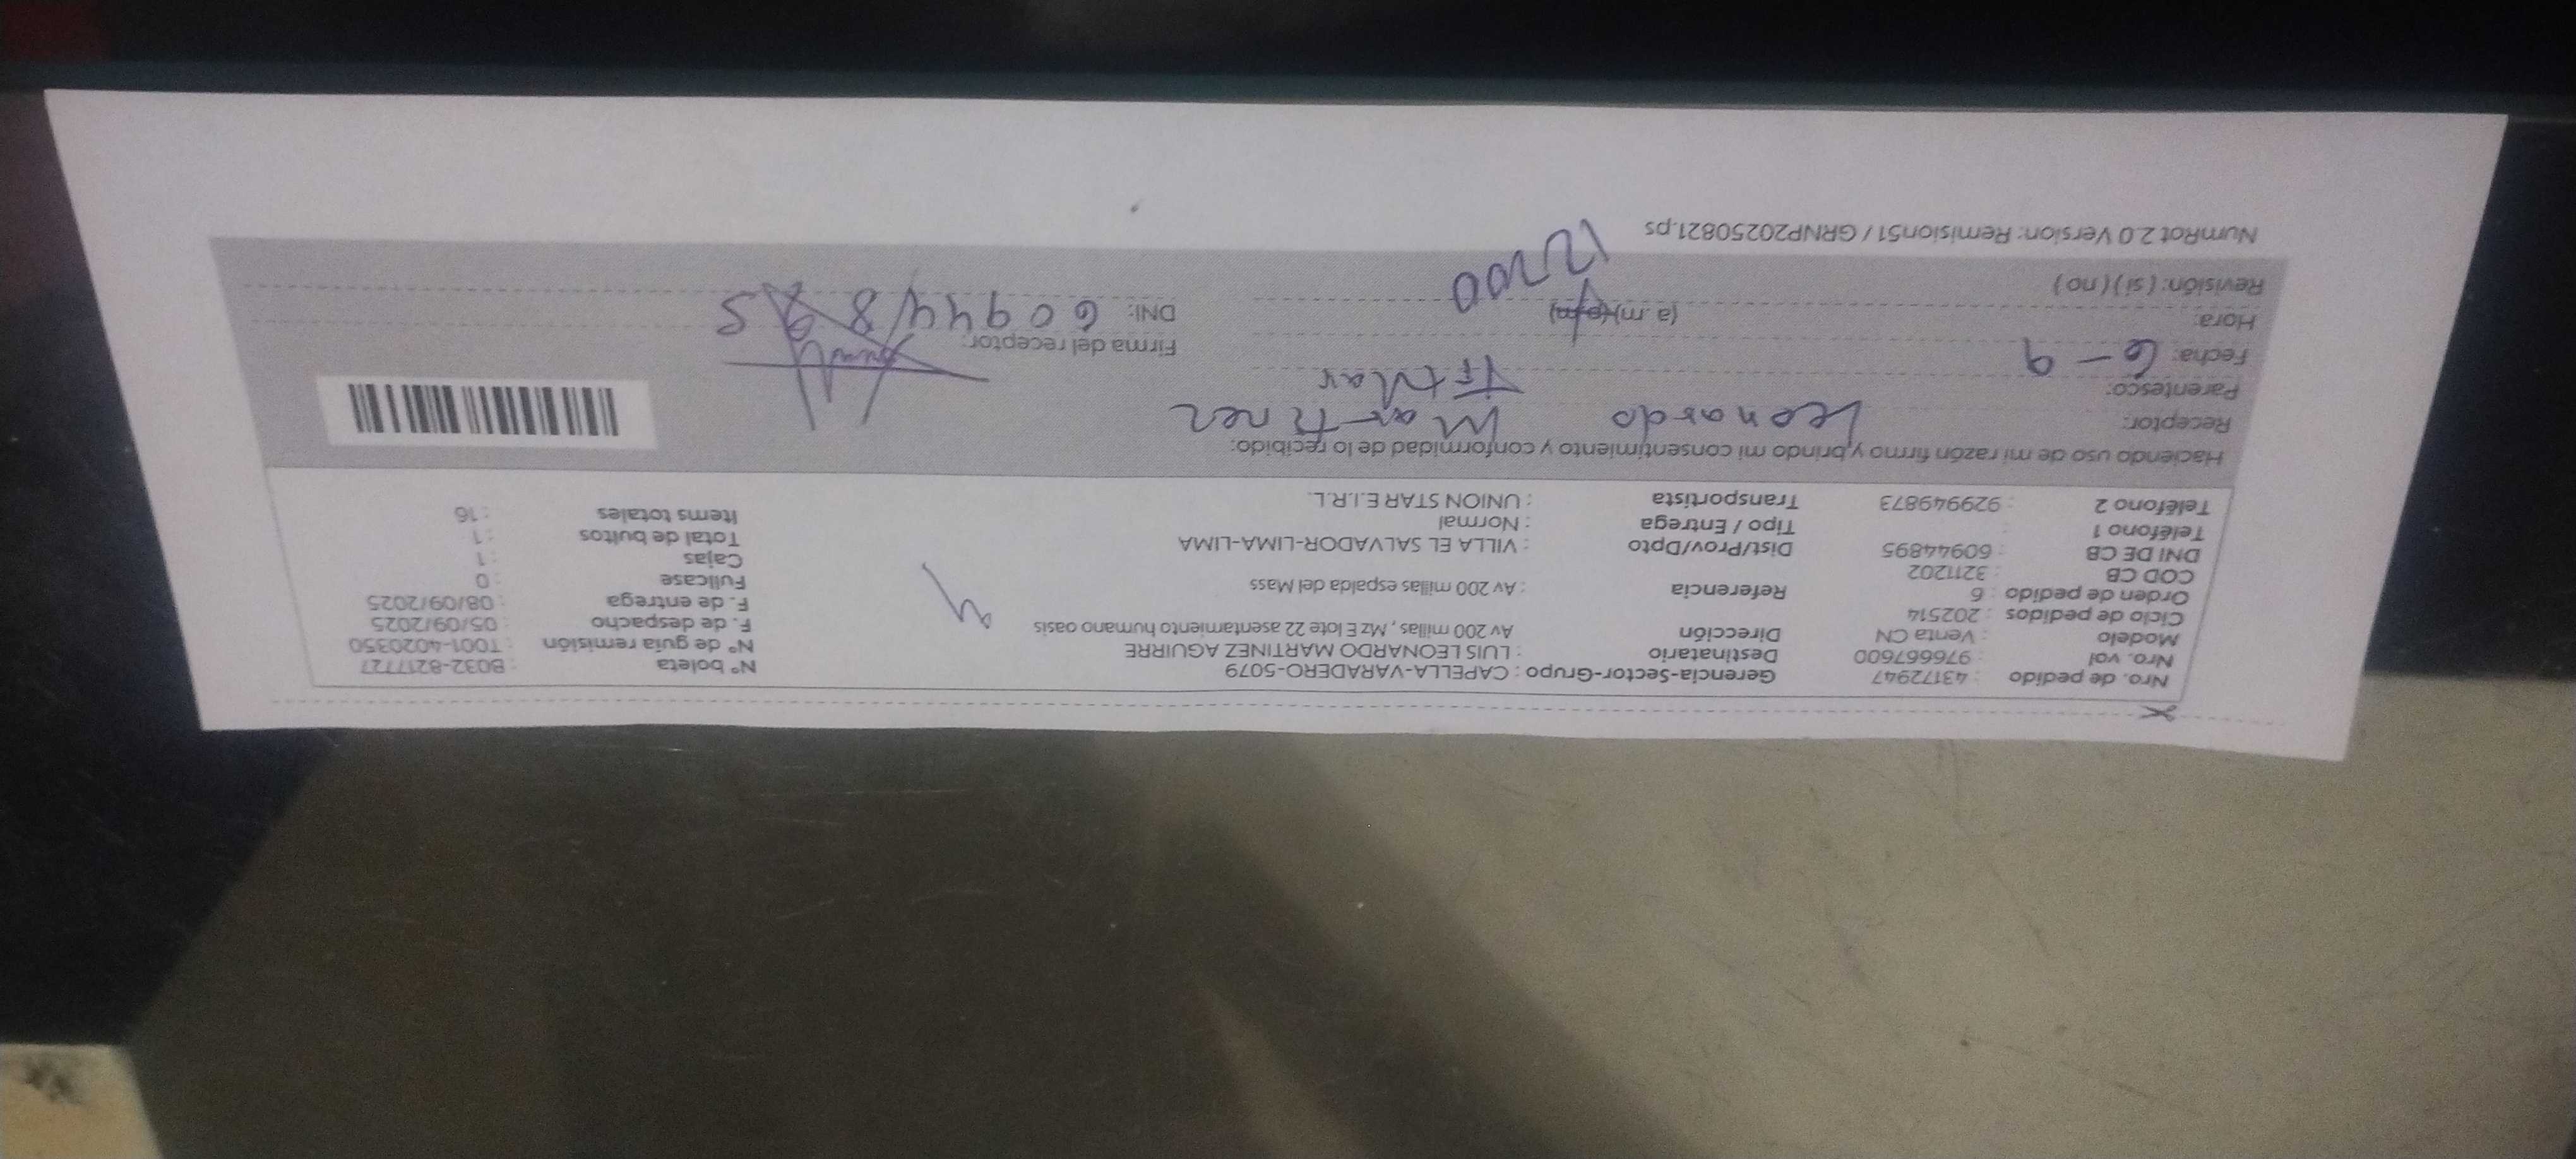 Nro. de pedido : 43172947 Gerencia-Sector-Grupo : CAPELLA-VARADERO-5079 N° boleta : B032-8217727
Nro. vol : 976667600 Destinatario : LUIS LEONARDO MARTINEZ AGUIRRE N° de guia remisión : T001-4020350
Modelo : Venta CN Dirección Av 200 millas , Mz E lote 22 asentamiento humano oasis F. de despacho : 05/09/2025
Ciclo de pedidos : 202514 F. de entrega : 08/09/2025
Orden de pedido : 6 Referencia : Av 200 millas espalda del Mass Fullcase : 0
COD CB : 3211202 Cajas : 1
DNI DE CB : 60944895 Dist/Prov/Dpto : VILLA EL SALVADOR-LIMA-LIMA Total de bultos : 1
Teléfono 1 : Tipo / Entrega : Normal Items totales : 16
Teléfono 2 : 929949873 Transportista : UNION STAR E.I.R.L.
Haciendo uso de mi razón firmo y brindo mi consentimiento y conformidad de lo recibido:
Receptor: Leonardo Martinez
Parentesco: Titular
Fecha: 6-9 Firma del receptor:
Hora: (a.m)(p.m) 12:00 DNI: 60944895
Revisión: ( si ) ( no )
NumRot 2.0 Version: Remision51 / GRNP20250821.ps